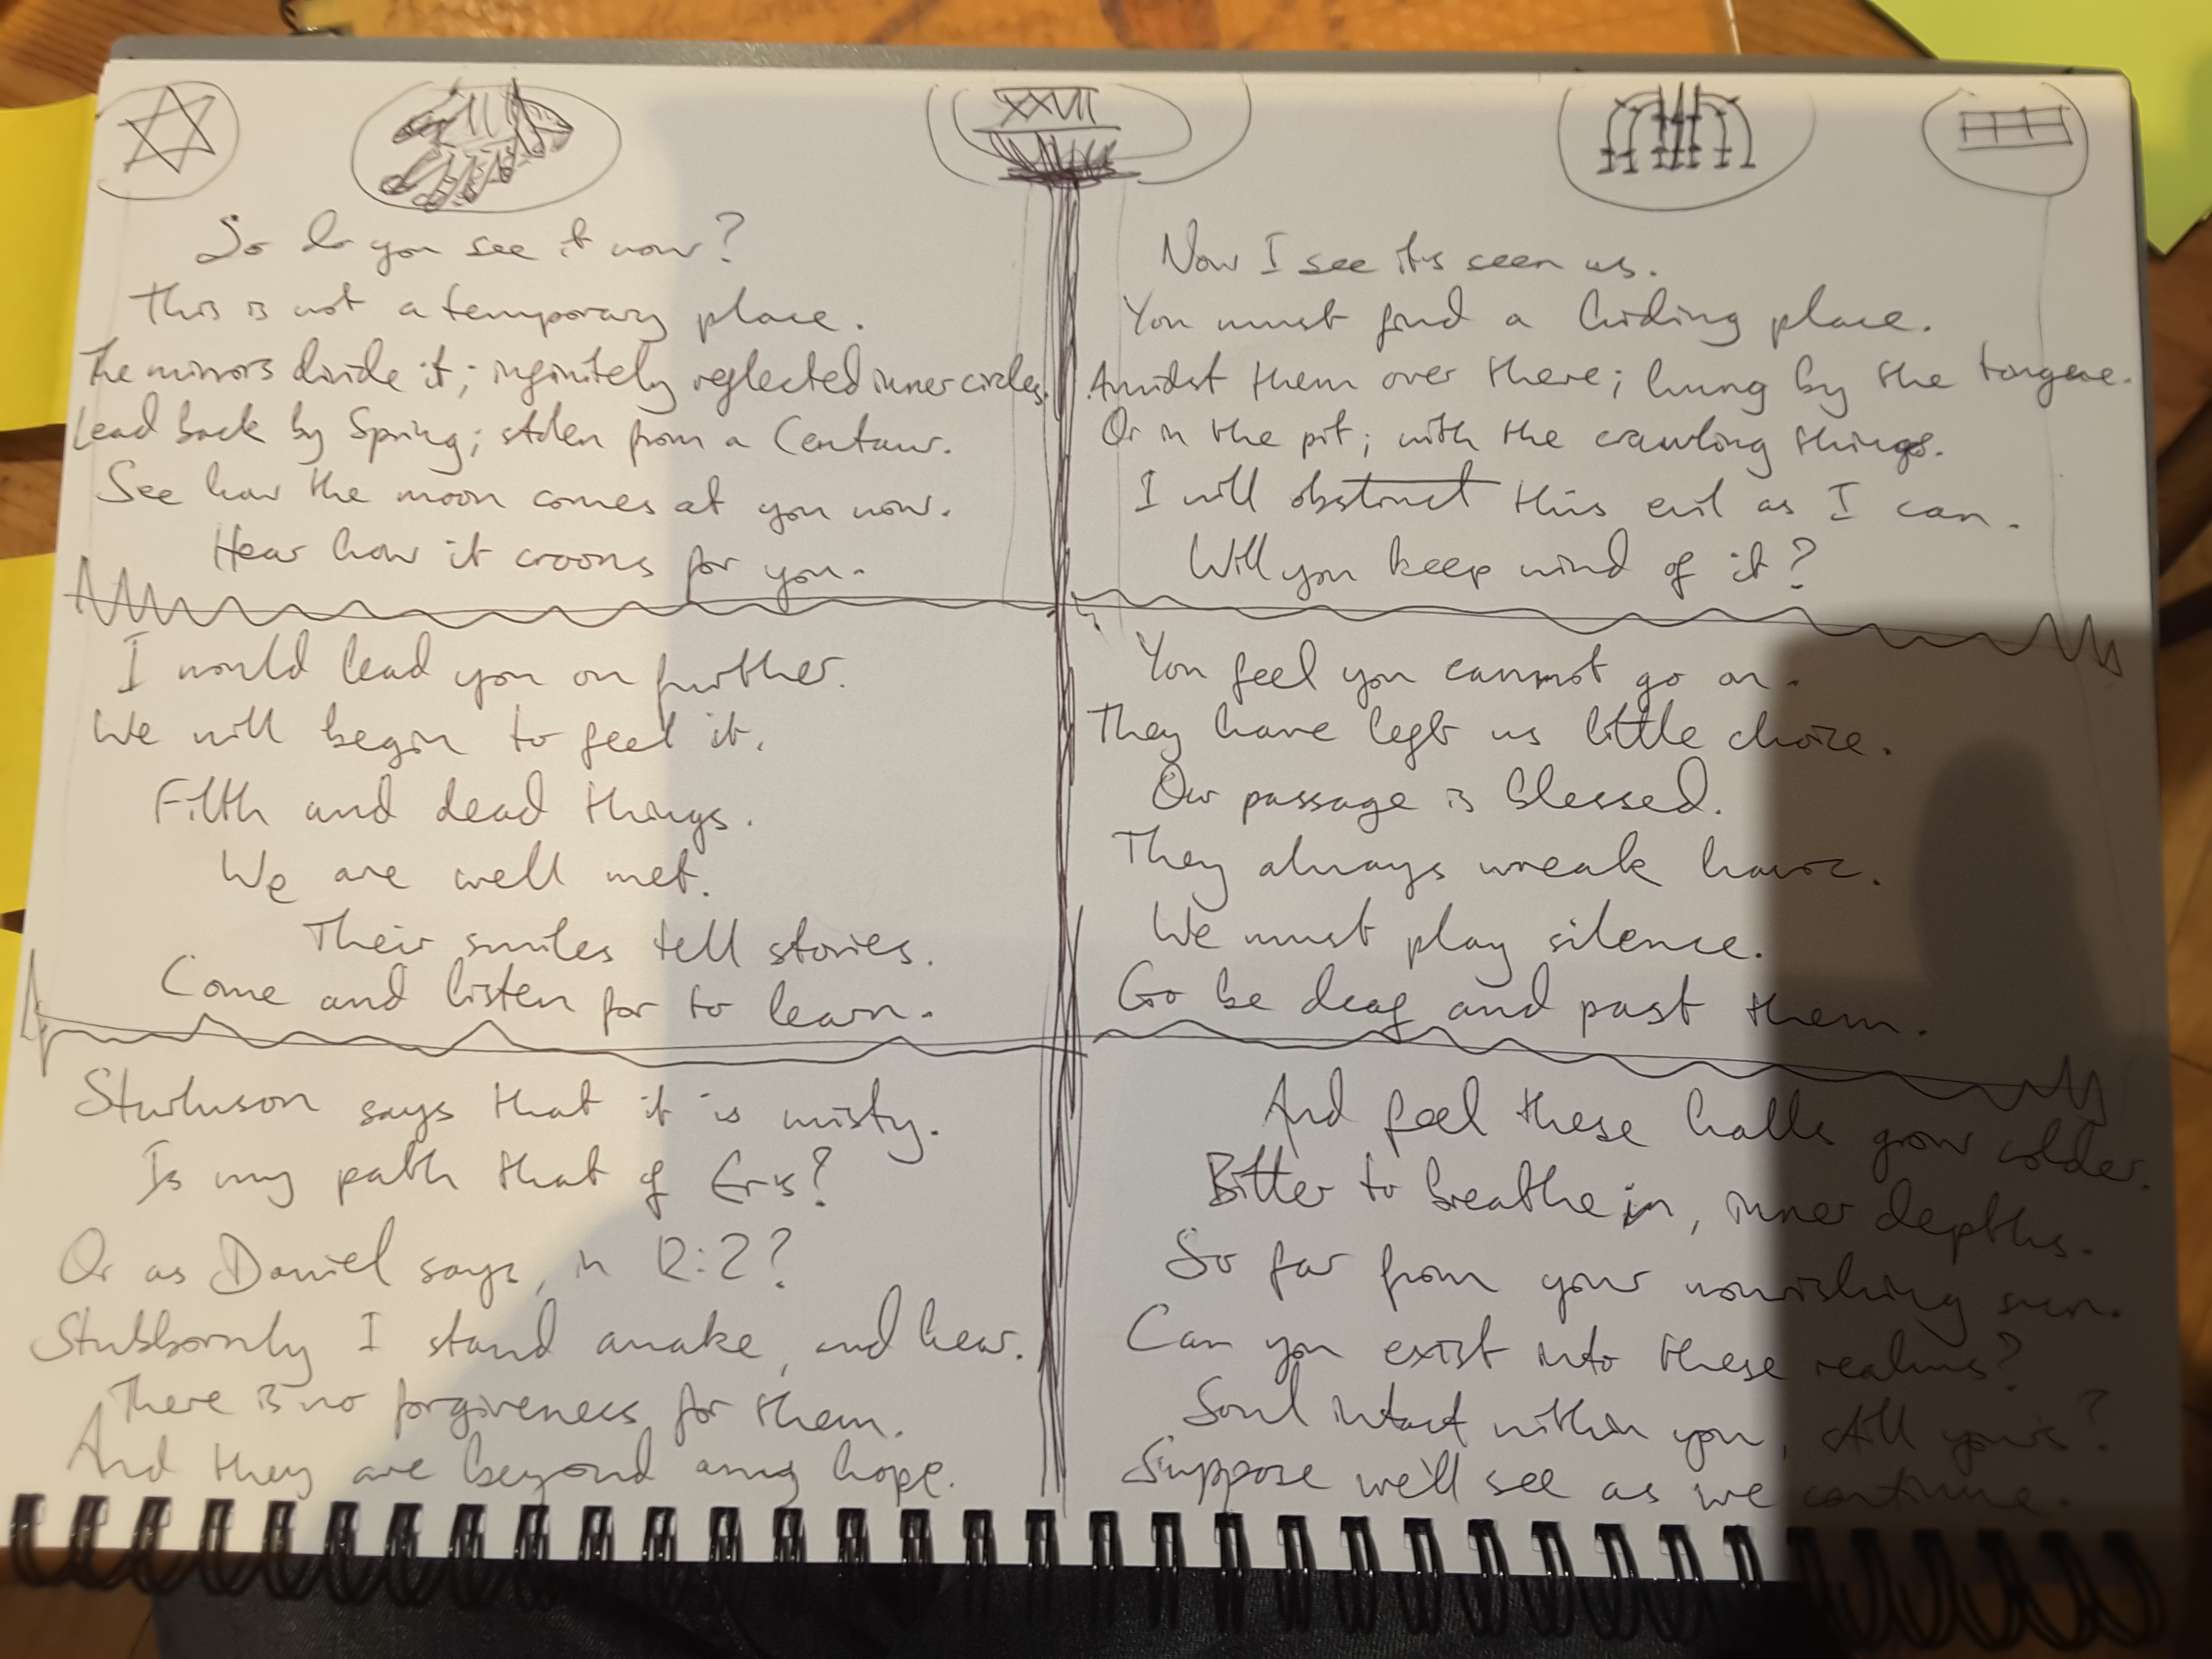 XXVII
So do you see it now?
This is not a temporary place.
The mirrors divide it; infinitely reflected inner circles.
Lead back by Spring; stolen from a Centaur.
See how the moon comes at you now.
Hear how it croons for you.
I would lead you on further.
We will begin to feel it.
Filth and dead things.
We are well met.
Their smiles tell stories.
Come and listen for to learn.
Sturluson says that it is misty.
Is my path that of Eris?
Or as Daniel says, in 12:2?
Stubbornly I stand awake, and hear.
There is no forgiveness for them.
And they are beyond any hope.
Now I see it's seen us.
You must find a hiding place.
Amidst them over there; hung by the tongue.
Or in the pit; with the crawling things.
I will obstruct this evil as I can.
Will you keep mind of it?
You feel you cannot go on.
They have left us little choice.
Our passage is blessed.
They always wreak havoc.
We must play silence.
Go be deaf and past them.
And feel these halls grow colder.
Bitter to breathe in, inner depths.
So far from your nourishing sun.
Can you exist into these realms?
Soul intact within you, still yours?
Suppose we'll see as we continue.